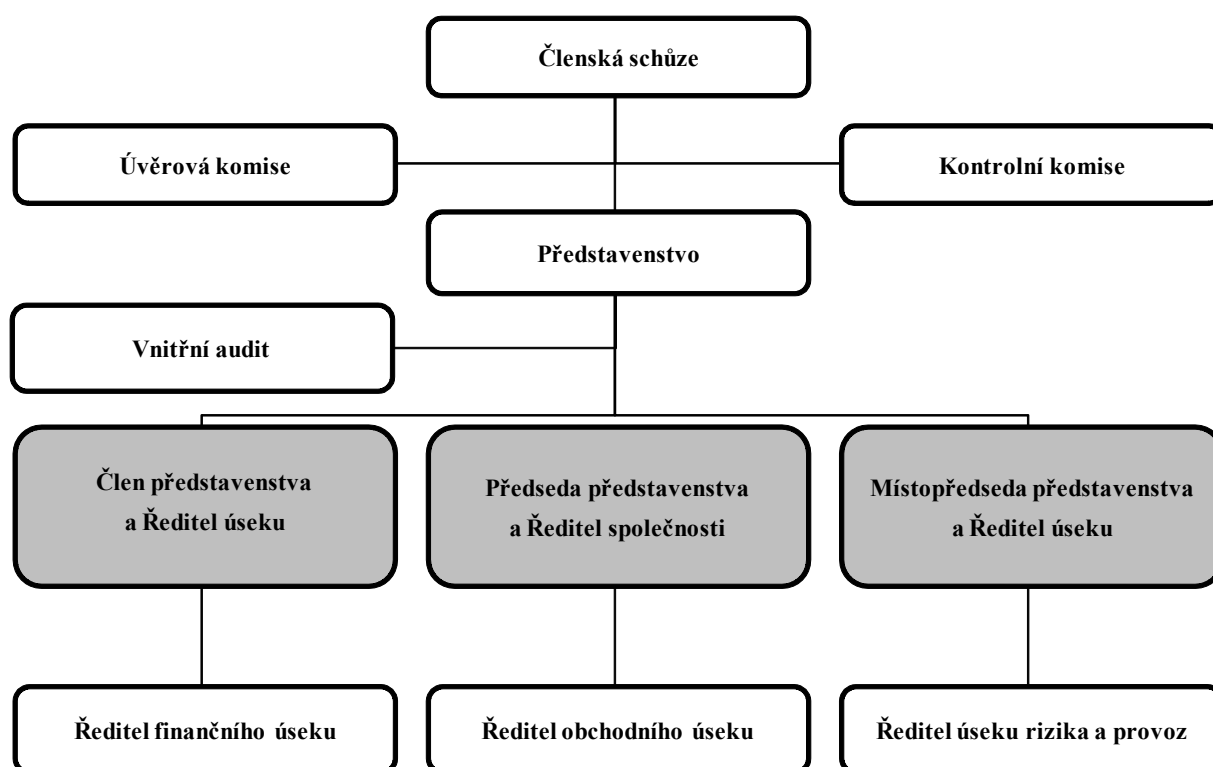 Členská schůze
Úvěrová komise
Kontrolní komise
Představenstvo
Vnitřní audit
Člen představenstva
a Ředitel úseku
Předseda představenstva
a Ředitel společnosti
Místopředseda představenstva
a Ředitel úseku
Ředitel finančního úseku
Ředitel obchodního úseku
Ředitel úseku rizika a provoz